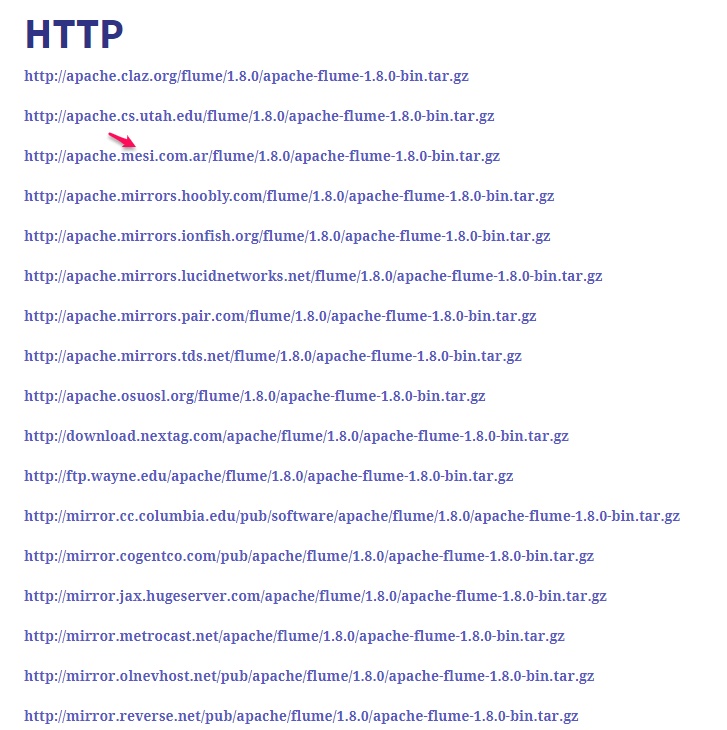 HTTP
http://apache.claz.org/flume/1.8.0/apache-flume-1.8.0-bin.tar.gz
http://apache.cs.utah.edu/flume/1.8.0/apache-flume-1.8.0-bin.tar.gz
http://apache.mesi.com.ar/flume/1.8.0/apache-flume-1.8.0-bin.tar.gz
http://apache.mirrors.hoobly.com/flume/1.8.0/apache-flume-1.8.0-bin.tar.gz
http://apache.mirrors.ionfish.org/flume/1.8.0/apache-flume-1.8.0-bin.tar.gz
http://apache.mirrors.lucidnetworks.net/flume/1.8.0/apache-flume-1.8.0-bin.tar.gz
http://apache.mirrors.pair.com/flume/1.8.0/apache-flume-1.8.0-bin.tar.gz
http://apache.mirrors.tds.net/flume/1.8.0/apache-flume-1.8.0-bin.tar.gz
http://apache.osuosl.org/flume/1.8.0/apache-flume-1.8.0-bin.tar.gz
http://download.nextag.com/apache/flume/1.8.0/apache-flume-1.8.0-bin.tar.gz
http://ftp.wayne.edu/apache/flume/1.8.0/apache-flume-1.8.0-bin.tar.gz
http://mirror.cc.columbia.edu/pub/software/apache/flume/1.8.0/apache-flume-1.8.0-bin.tar.gz
http://mirror.cogentco.com/pub/apache/flume/1.8.0/apache-flume-1.8.0-bin.tar.gz
http://mirror.jax.hugeserver.com/apache/flume/1.8.0/apache-flume-1.8.0-bin.tar.gz
http://mirror.metrocast.net/apache/flume/1.8.0/apache-flume-1.8.0-bin.tar.gz
http://mirror.olnevhost.net/pub/apache/flume/1.8.0/apache-flume-1.8.0-bin.tar.gz
http://mirror.reverse.net/pub/apache/flume/1.8.0/apache-flume-1.8.0-bin.tar.gz